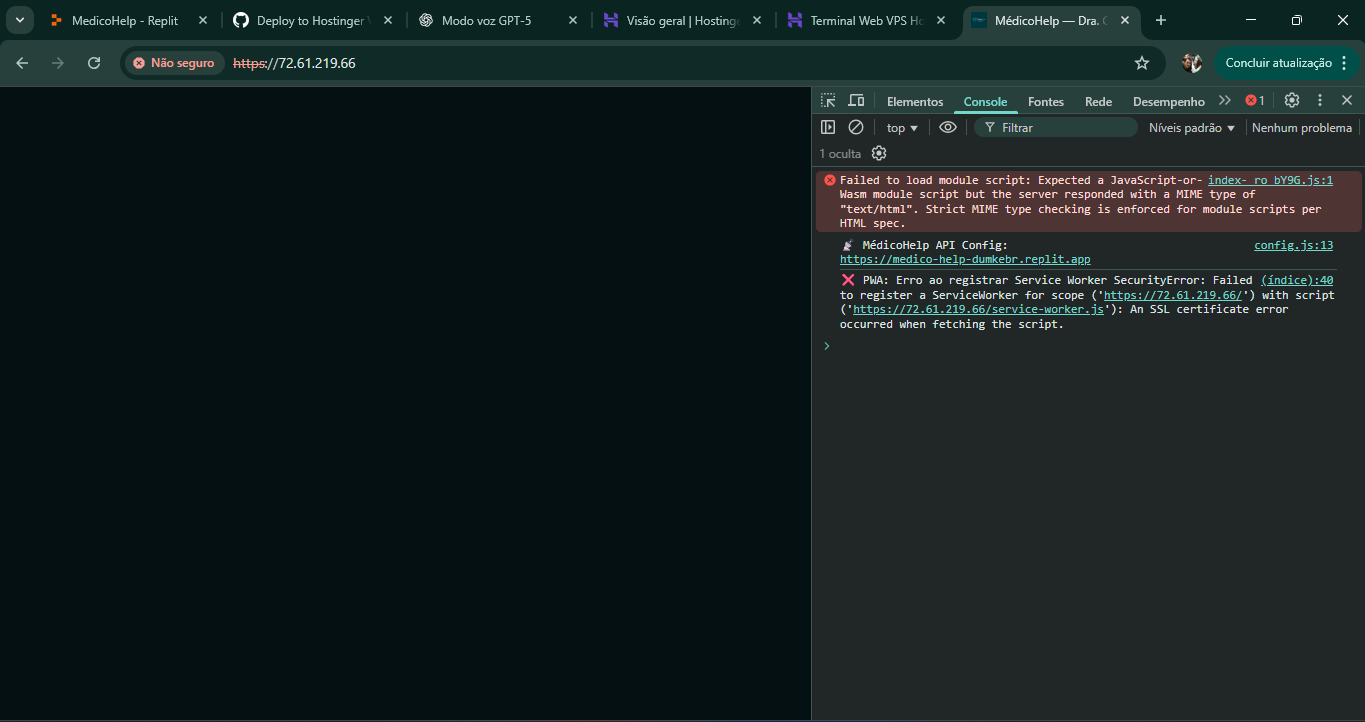 MedicoHelp - Replit
Deploy to Hostinger
Modo voz GPT-5
Visão geral | Hosting
Terminal Web VPS Ho
MédicoHelp — Dra.
Não seguro
https://72.61.219.66
Concluir atualização
Elementos
Console
Fontes
Rede
Desempenho
1
top
Filtrar
Níveis padrão
Nenhum problema
1 oculta
Failed to load module script: Expected a JavaScript-or- index-_ro_bY9G.js:1
Wasm module script but the server responded with a MIME type of
"text/html". Strict MIME type checking is enforced for module scripts per
HTML spec.
MédicoHelp API Config: config.js:13
https://medico-help-dumkebr.replit.app
❌ PWA: Erro ao registrar Service Worker SecurityError: Failed (índice):40
to register a ServiceWorker for scope ('https://72.61.219.66/') with script
('https://72.61.219.66/service-worker.js'): An SSL certificate error
occurred when fetching the script.